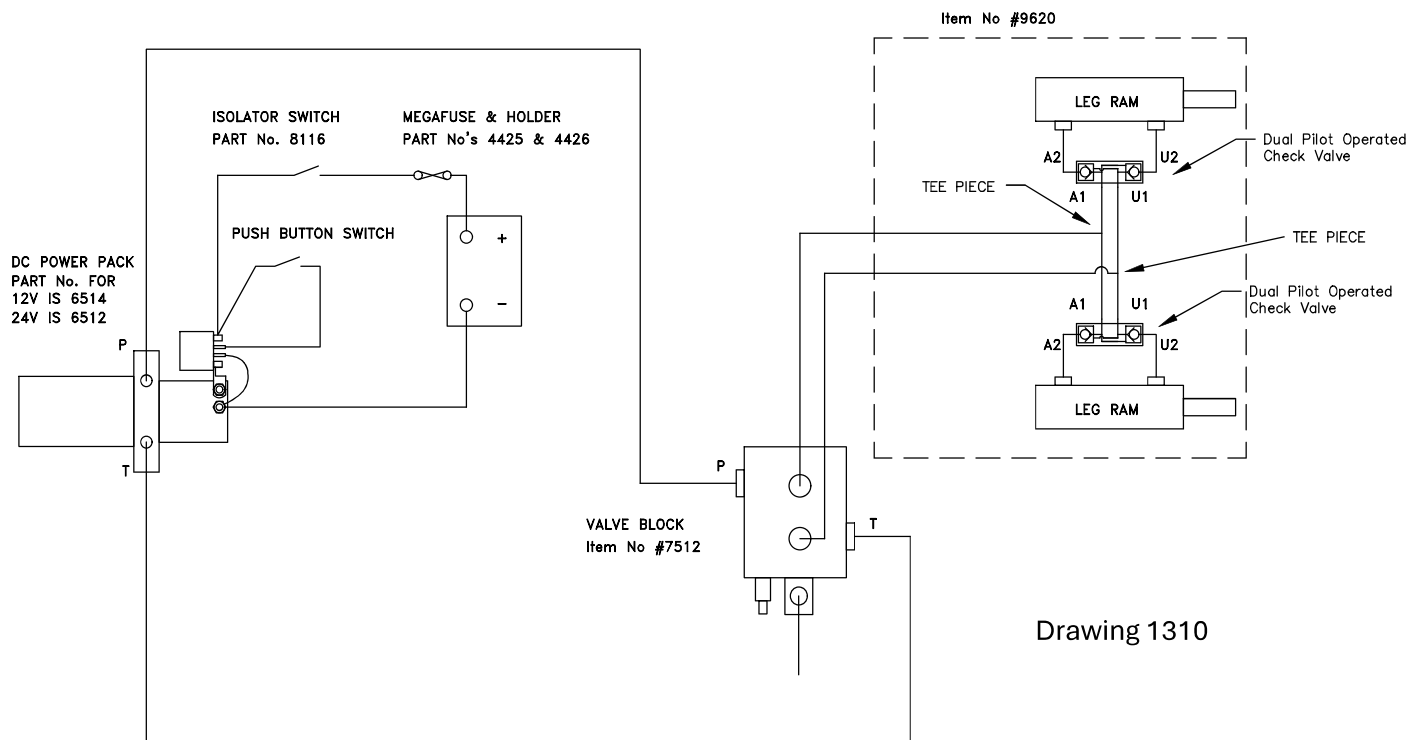 Item No #9620
LEG RAM
ISOLATOR SWITCH
PART No. 8116
MEGAFUSE & HOLDER
PART No's 4425 & 4426
Dual Pilot Operated
Check Valve
A2
U2
TEE PIECE
A1
U1
PUSH BUTTON SWITCH
+
TEE PIECE
DC POWER PACK
PART No. FOR
12V IS 6514
24V IS 6512
-
Dual Pilot Operated
Check Valve
A1
U1
P
A2
U2
LEG RAM
T
P
VALVE BLOCK
Item No #7512
T
Drawing 1310